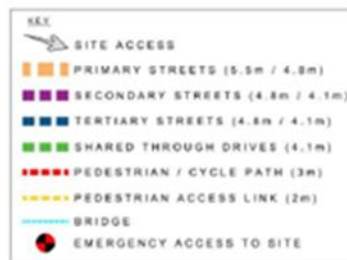 KEY
SITE ACCESS
PRIMARY STREETS (5.5m / 4.8m)
SECONDARY STREETS (4.8m / 4.1m)
TERTIARY STREETS (4.8m / 4.1m)
SHARED THROUGH DRIVES (4.1m)
PEDESTRIAN / CYCLE PATH (3m)
PEDESTRIAN ACCESS LINK (2m)
BRIDGE
EMERGENCY ACCESS TO SITE